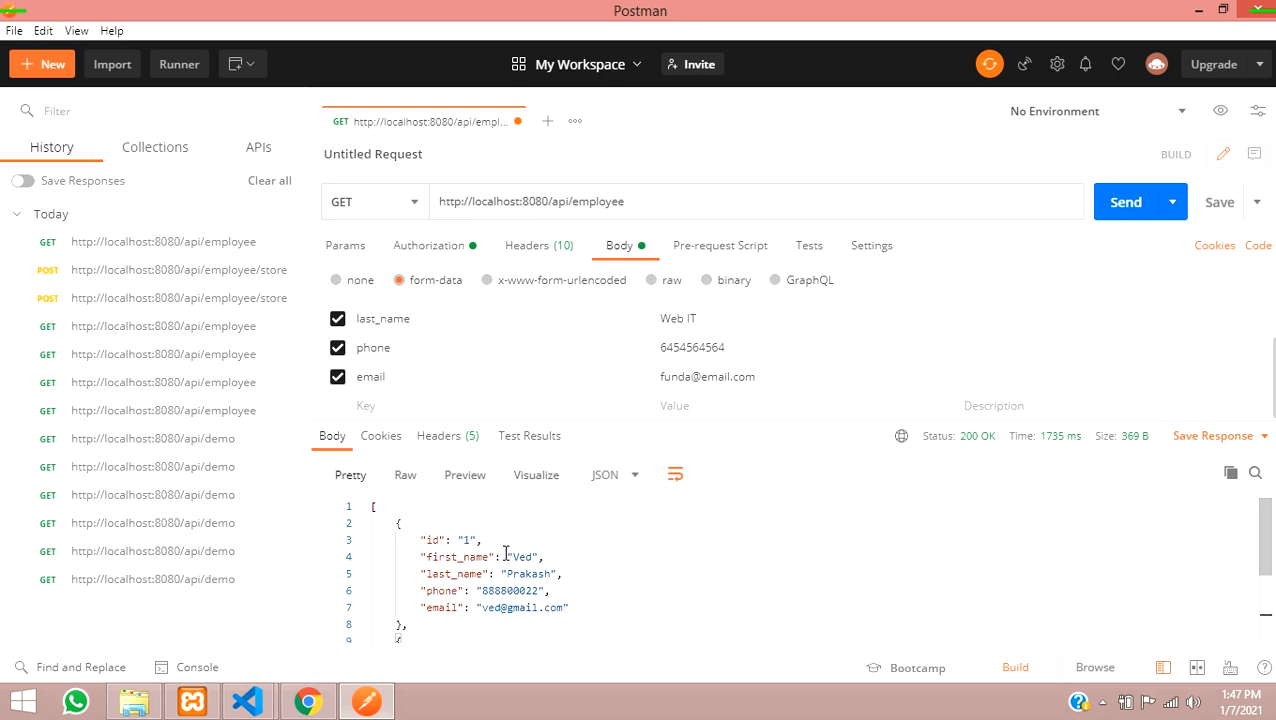 Postman
File Edit View Help
+ New Import Runner My Workspace Invite Upgrade
Filter
History Collections APIs
Save Responses Clear all
Today
GET http://localhost:8080/api/employee
POST http://localhost:8080/api/employee/store
POST http://localhost:8080/api/employee/store
GET http://localhost:8080/api/employee
GET http://localhost:8080/api/employee
GET http://localhost:8080/api/employee
GET http://localhost:8080/api/employee
GET http://localhost:8080/api/demo
GET http://localhost:8080/api/demo
GET http://localhost:8080/api/demo
GET http://localhost:8080/api/demo
GET http://localhost:8080/api/demo
GET http://localhost:8080/api/demo
GET http://localhost:8080/api/empl... No Environment
Untitled Request BUILD
GET http://localhost:8080/api/employee Send Save
Params Authorization Headers (10) Body Pre-request Script Tests Settings Cookies Code
none form-data x-www-form-urlencoded raw binary GraphQL
last_name Web IT
phone 6454564564
email funda@email.com
Key Value Description
Body Cookies Headers (5) Test Results Status: 200 OK Time: 1735 ms Size: 369 B Save Response
Pretty Raw Preview Visualize JSON
1 [
2 {
3 "id": "1",
4 "first_name": "Ved",
5 "last_name": "Prakash",
6 "phone": "888800022",
7 "email": "ved@gmail.com"
8 },
9 {
Find and Replace Console Bootcamp Build Browse
1:47 PM
1/7/2021